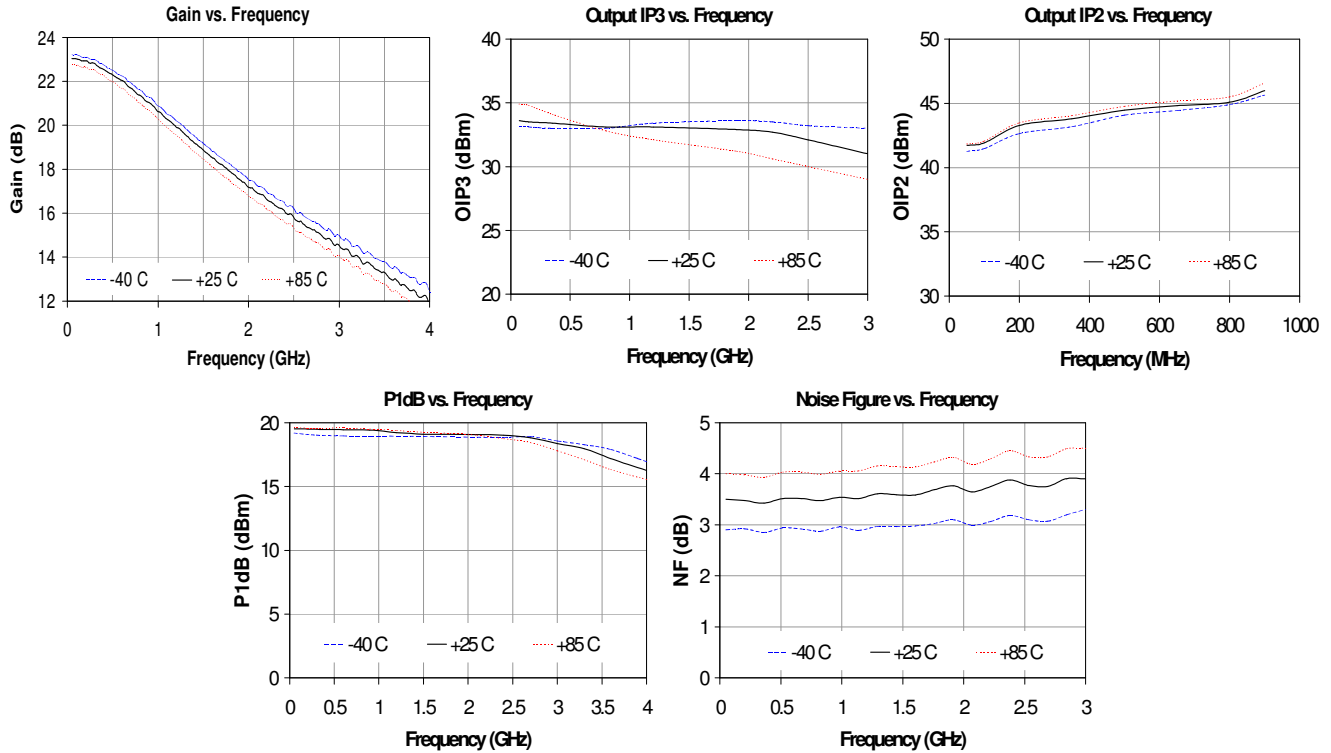 Gain vs. Frequency
24
22
20
18
16
14
12
Gain (dB)
-40 C +25 C +85 C
0 1 2 3 4
Frequency (GHz)
Output IP3 vs. Frequency
40
35
30
25
20
OIP3 (dBm)
-40 C +25 C +85 C
0 0.5 1 1.5 2 2.5 3
Frequency (GHz)
Output IP2 vs. Frequency
50
45
40
35
30
OIP2 (dBm)
-40 C +25 C +85 C
0 200 400 600 800 1000
Frequency (MHz)
P1dB vs. Frequency
20
15
10
5
0
P1dB (dBm)
-40 C +25 C +85 C
0 0.5 1 1.5 2 2.5 3 3.5 4
Frequency (GHz)
Noise Figure vs. Frequency
5
4
3
2
1
0
NF (dB)
-40 C +25 C +85 C
0 0.5 1 1.5 2 2.5 3
Frequency (GHz)